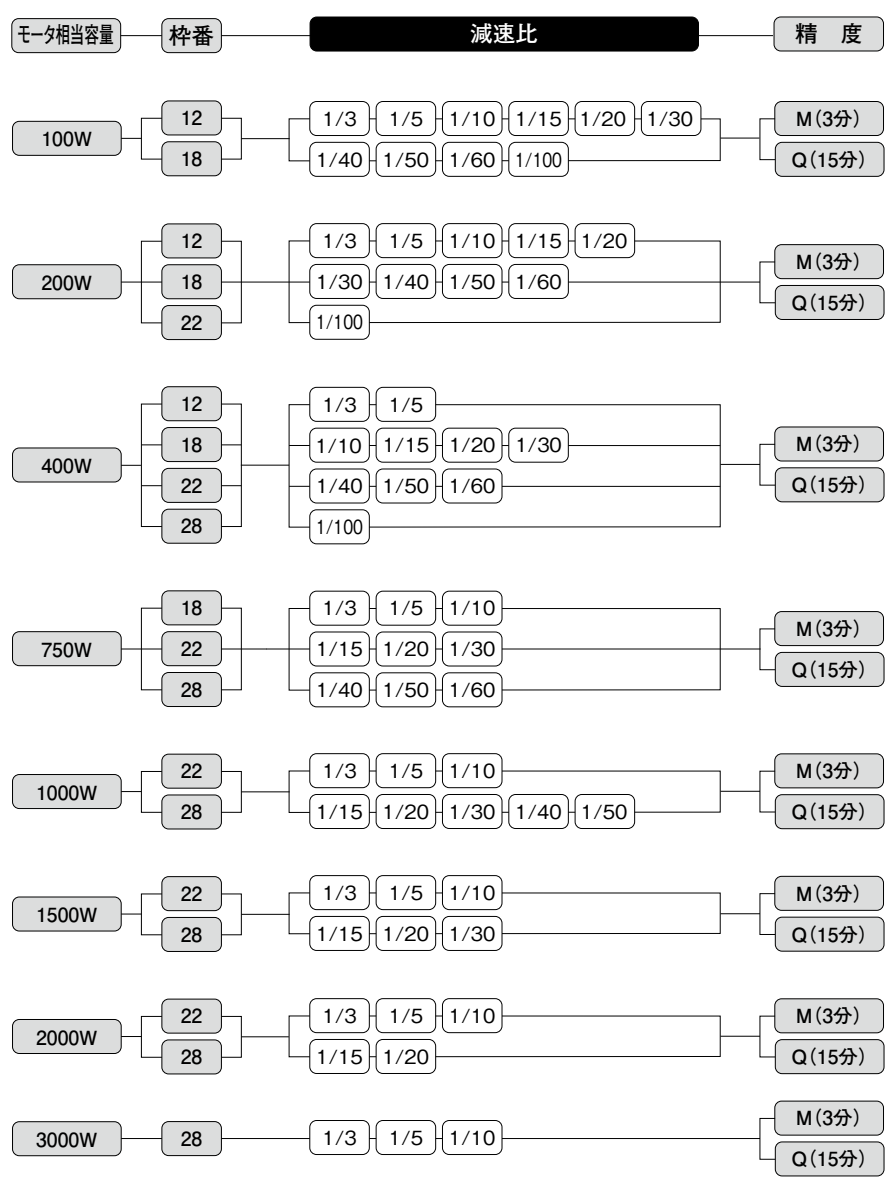 モータ相当容量 枠番 減速比 精 度
12 1/3 1/5 1/10 1/15 1/20 1/30 M(3分)
100W
18 1/40 1/50 1/60 1/100 Q(15分)
12 1/3 1/5 1/10 1/15 1/20
M(3分)
200W 18 1/30 1/40 1/50 1/60
Q(15分)
22 1/100
12 1/3 1/5
18 1/10 1/15 1/20 1/30 M(3分)
400W
22 1/40 1/50 1/60 Q(15分)
28 1/100
18 1/3 1/5 1/10
M(3分)
750W 22 1/15 1/20 1/30
Q(15分)
28 1/40 1/50 1/60
22 1/3 1/5 1/10 M(3分)
1000W
28 1/15 1/20 1/30 1/40 1/50 Q(15分)
22 1/3 1/5 1/10 M(3分)
1500W
28 1/15 1/20 1/30 Q(15分)
22 1/3 1/5 1/10 M(3分)
2000W
28 1/15 1/20 Q(15分)
M(3分)
3000W 28 1/3 1/5 1/10
Q(15分)